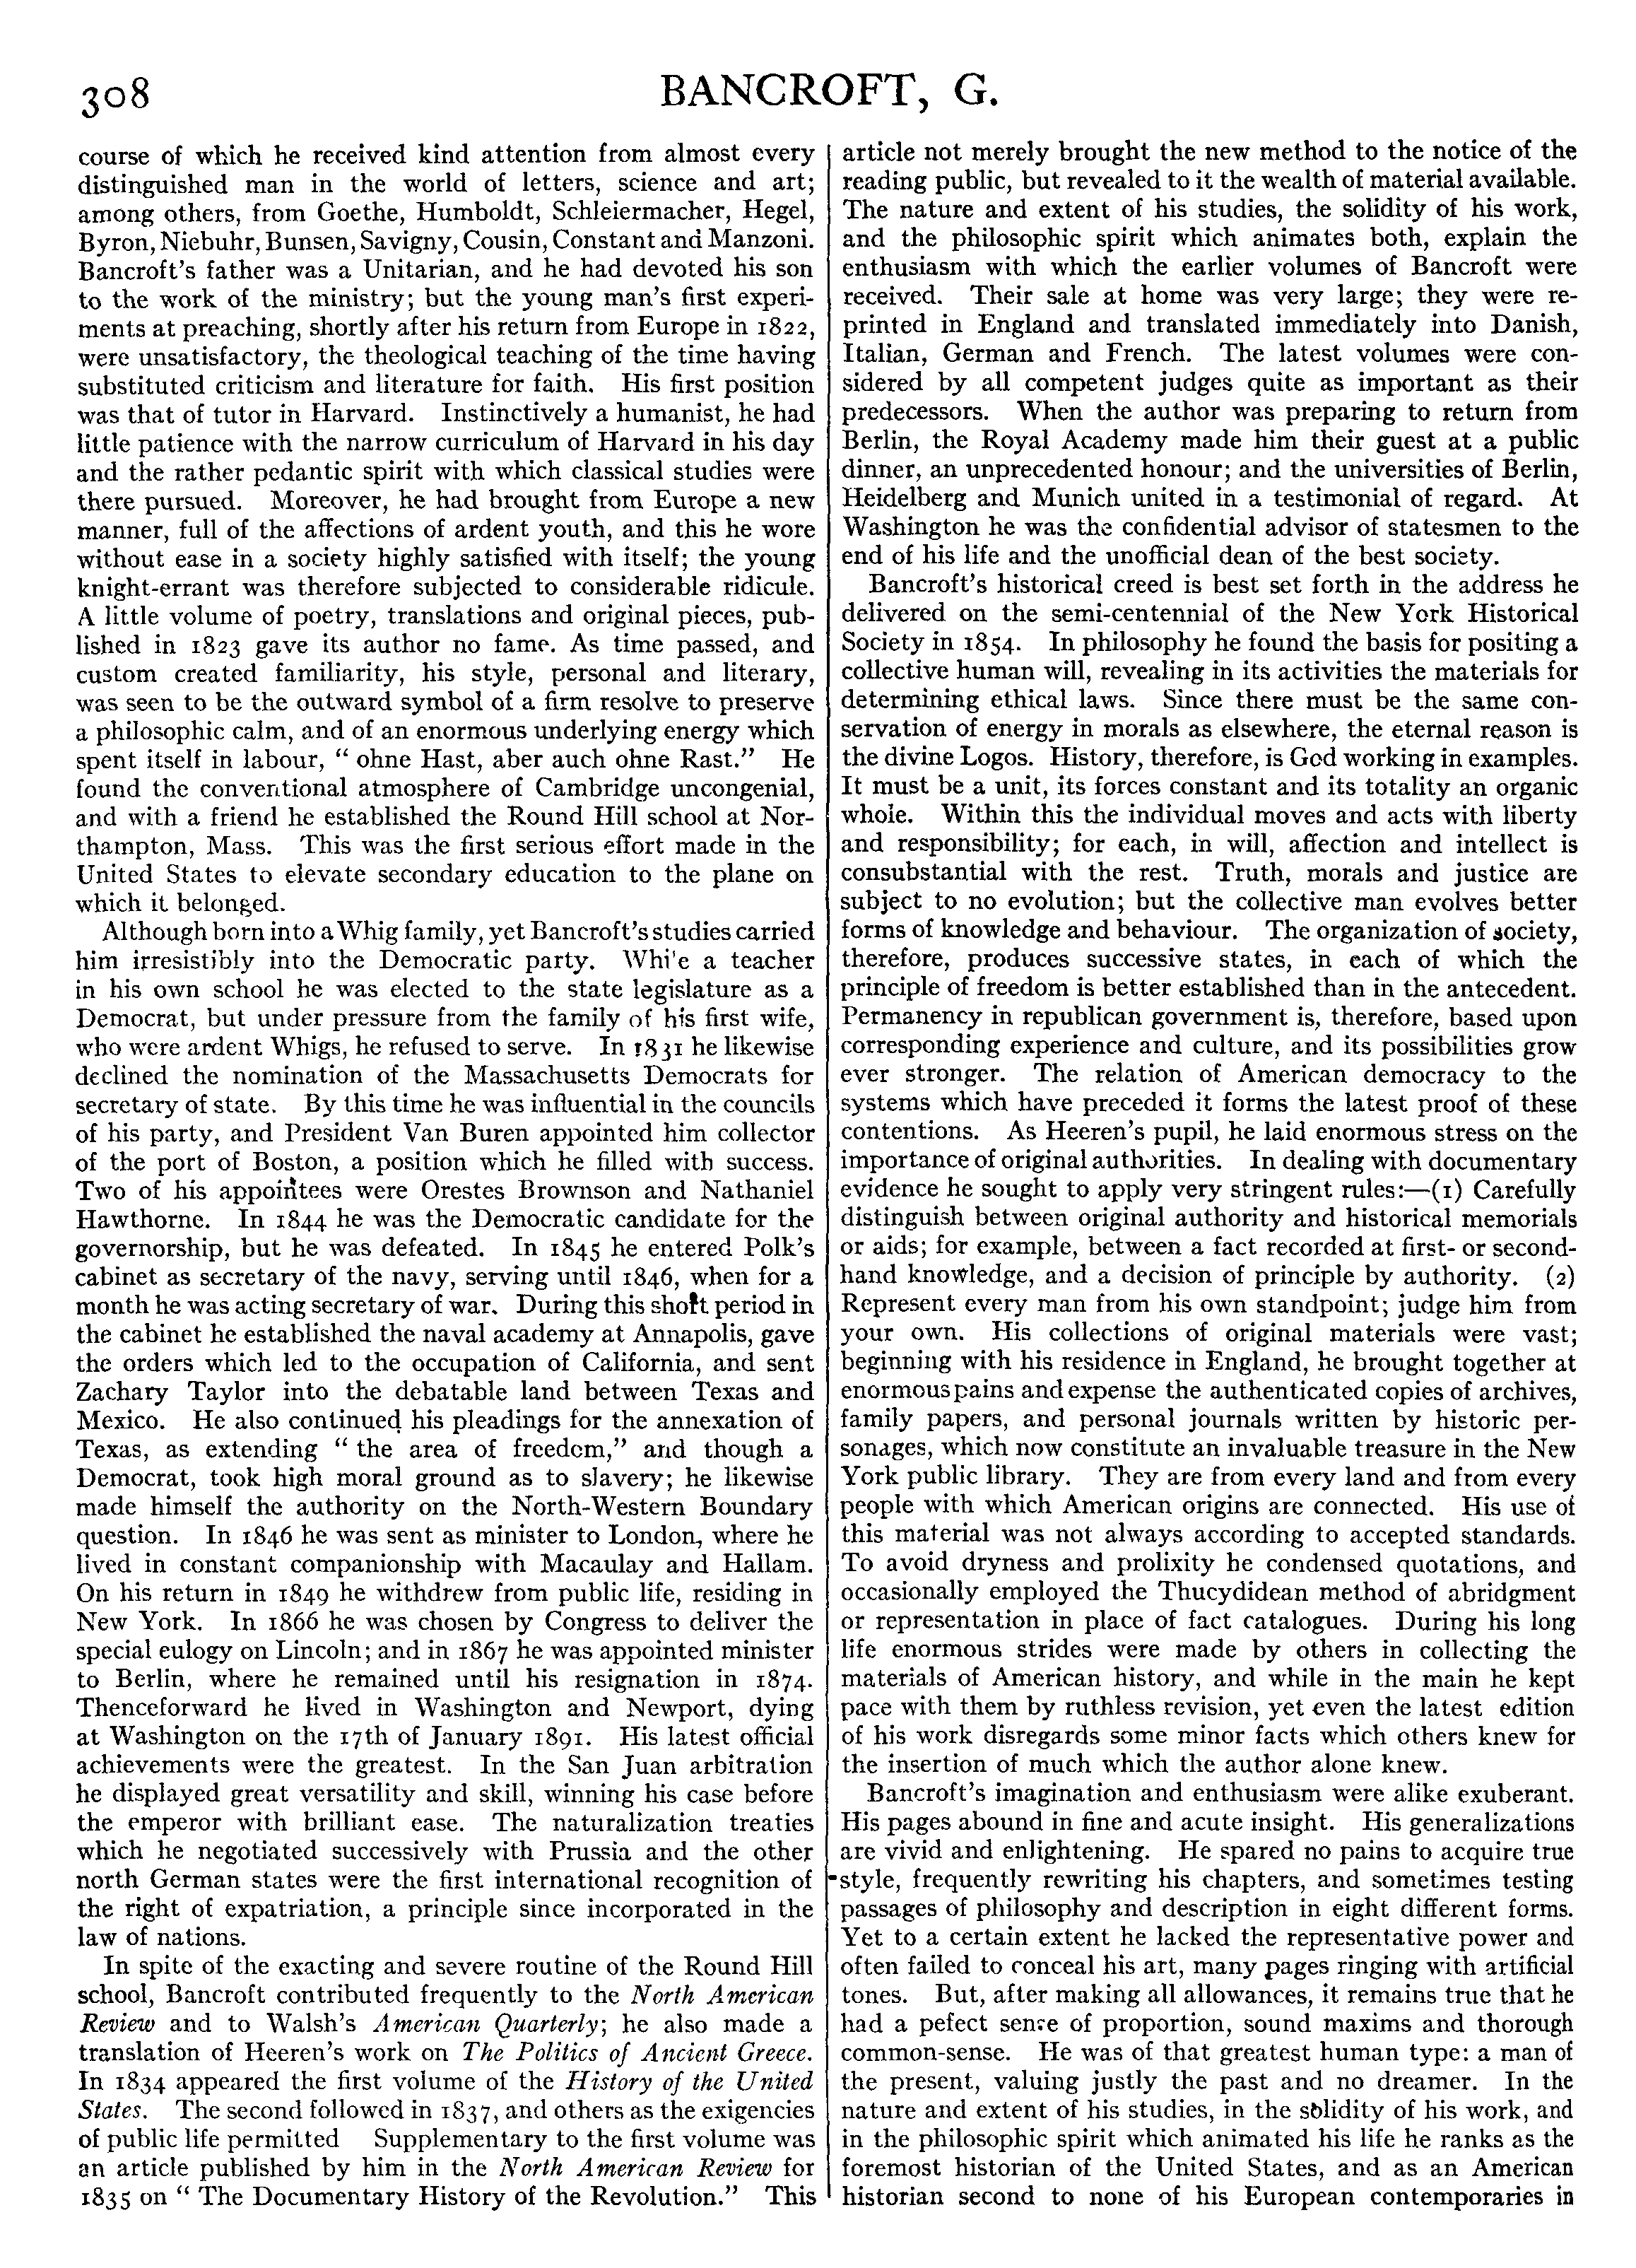 308
BANCROFT, G.
course of which he received kind attention from almost every
distinguished man in the world of letters, science and art;
among others, from Goethe, Humboldt, Schleiermacher, Hegel,
Byron, Niebuhr, Bunsen, Savigny, Cousin, Constant and Manzoni.
Bancroft's father was a Unitarian, and he had devoted his son
to the work of the ministry; but the young man's first experi-
ments at preaching, shortly after his return from Europe in 1822,
were unsatisfactory, the theological teaching of the time having
substituted criticism and literature for faith. His first position
was that of tutor in Harvard. Instinctively a humanist, he had
little patience with the narrow curriculum of Harvard in his day
and the rather pedantic spirit with which classical studies were
there pursued. Moreover, he had brought from Europe a new
manner, full of the affections of ardent youth, and this he wore
without ease in a society highly satisfied with itself; the young
knight-errant was therefore subjected to considerable ridicule.
A little volume of poetry, translations and original pieces, pub-
lished in 1823 gave its author no fame. As time passed, and
custom created familiarity, his style, personal and literary,
was seen to be the outward symbol of a firm resolve to preserve
a philosophic calm, and of an enormous underlying energy which
spent itself in labour, “ ohne Hast, aber auch ohne Rast.” He
found the conventional atmosphere of Cambridge uncongenial,
and with a friend he established the Round Hill school at Nor-
thampton, Mass. This was the first serious effort made in the
United States to elevate secondary education to the plane on
which it belonged.
Although born into a Whig family, yet Bancroft's studies carried
him irresistibly into the Democratic party. While a teacher
in his own school he was elected to the state legislature as a
Democrat, but under pressure from the family of his first wife,
who were ardent Whigs, he refused to serve. In 1831 he likewise
declined the nomination of the Massachusetts Democrats for
secretary of state. By this time he was influential in the councils
of his party, and President Van Buren appointed him collector
of the port of Boston, a position which he filled with success.
Two of his appointees were Orestes Brownson and Nathaniel
Hawthorne. In 1844 he was the Democratic candidate for the
governorship, but he was defeated. In 1845 he entered Polk's
cabinet as secretary of the navy, serving until 1846, when for a
month he was acting secretary of war. During this short period in
the cabinet he established the naval academy at Annapolis, gave
the orders which led to the occupation of California, and sent
Zachary Taylor into the debatable land between Texas and
Mexico. He also continued his pleadings for the annexation of
Texas, as extending “ the area of freedom,” and though a
Democrat, took high moral ground as to slavery; he likewise
made himself the authority on the North-Western Boundary
question. In 1846 he was sent as minister to London, where he
lived in constant companionship with Macaulay and Hallam.
On his return in 1849 he withdrew from public life, residing in
New York. In 1866 he was chosen by Congress to deliver the
special eulogy on Lincoln; and in 1867 he was appointed minister
to Berlin, where he remained until his resignation in 1874.
Thenceforward he lived in Washington and Newport, dying
at Washington on the 17th of January 1891. His latest official
achievements were the greatest. In the San Juan arbitration
he displayed great versatility and skill, winning his case before
the emperor with brilliant ease. The naturalization treaties
which he negotiated successively with Prussia and the other
north German states were the first international recognition of
the right of expatriation, a principle since incorporated in the
law of nations.
In spite of the exacting and severe routine of the Round Hill
school, Bancroft contributed frequently to the North American
Review and to Walsh's American Quarterly; he also made a
translation of Heeren's work on The Politics of Ancient Greece.
In 1834 appeared the first volume of the History of the United
States. The second followed in 1837, and others as the exigencies
of public life permitted Supplementary to the first volume was
an article published by him in the North American Review for
1835 on “ The Documentary History of the Revolution.” This
article not merely brought the new method to the notice of the
reading public, but revealed to it the wealth of material available.
The nature and extent of his studies, the solidity of his work,
and the philosophic spirit which animates both, explain the
enthusiasm with which the earlier volumes of Bancroft were
received. Their sale at home was very large; they were re-
printed in England and translated immediately into Danish,
Italian, German and French. The latest volumes were con-
sidered by all competent judges quite as important as their
predecessors. When the author was preparing to return from
Berlin, the Royal Academy made him their guest at a public
dinner, an unprecedented honour; and the universities of Berlin,
Heidelberg and Munich united in a testimonial of regard. At
Washington he was the confidential advisor of statesmen to the
end of his life and the unofficial dean of the best society.
Bancroft's historical creed is best set forth in the address he
delivered on the semi-centennial of the New York Historical
Society in 1854. In philosophy he found the basis for positing a
collective human will, revealing in its activities the materials for
determining ethical laws. Since there must be the same con-
servation of energy in morals as elsewhere, the eternal reason is
the divine Logos. History, therefore, is God working in examples.
It must be a unit, its forces constant and its totality an organic
whole. Within this the individual moves and acts with liberty
and responsibility; for each, in will, affection and intellect is
consubstantial with the rest. Truth, morals and justice are
subject to no evolution; but the collective man evolves better
forms of knowledge and behaviour. The organization of society,
therefore, produces successive states, in each of which the
principle of freedom is better established than in the antecedent.
Permanency in republican government is, therefore, based upon
corresponding experience and culture, and its possibilities grow
ever stronger. The relation of American democracy to the
systems which have preceded it forms the latest proof of these
contentions. As Heeren's pupil, he laid enormous stress on the
importance of original authorities. In dealing with documentary
evidence he sought to apply very stringent rules:—(1) Carefully
distinguish between original authority and historical memorials
or aids; for example, between a fact recorded at first- or second-
hand knowledge, and a decision of principle by authority. (2)
Represent every man from his own standpoint; judge him from
your own. His collections of original materials were vast;
beginning with his residence in England, he brought together at
enormous pains and expense the authenticated copies of archives,
family papers, and personal journals written by historic per-
sonages, which now constitute an invaluable treasure in the New
York public library. They are from every land and from every
people with which American origins are connected. His use of
this material was not always according to accepted standards.
To avoid dryness and prolixity he condensed quotations, and
occasionally employed the Thucydidean method of abridgment
or representation in place of fact catalogues. During his long
life enormous strides were made by others in collecting the
materials of American history, and while in the main he kept
pace with them by ruthless revision, yet even the latest edition
of his work disregards some minor facts which others knew for
the insertion of much which the author alone knew.
Bancroft's imagination and enthusiasm were alike exuberant.
His pages abound in fine and acute insight. His generalizations
are vivid and enlightening. He spared no pains to acquire true
style, frequently rewriting his chapters, and sometimes testing
passages of philosophy and description in eight different forms.
Yet to a certain extent he lacked the representative power and
often failed to conceal his art, many pages ringing with artificial
tones. But, after making all allowances, it remains true that he
had a pefect sense of proportion, sound maxims and thorough
common-sense. He was of that greatest human type: a man of
the present, valuing justly the past and no dreamer. In the
nature and extent of his studies, in the solidity of his work, and
in the philosophic spirit which animated his life he ranks as the
foremost historian of the United States, and as an American
historian second to none of his European contemporaries in